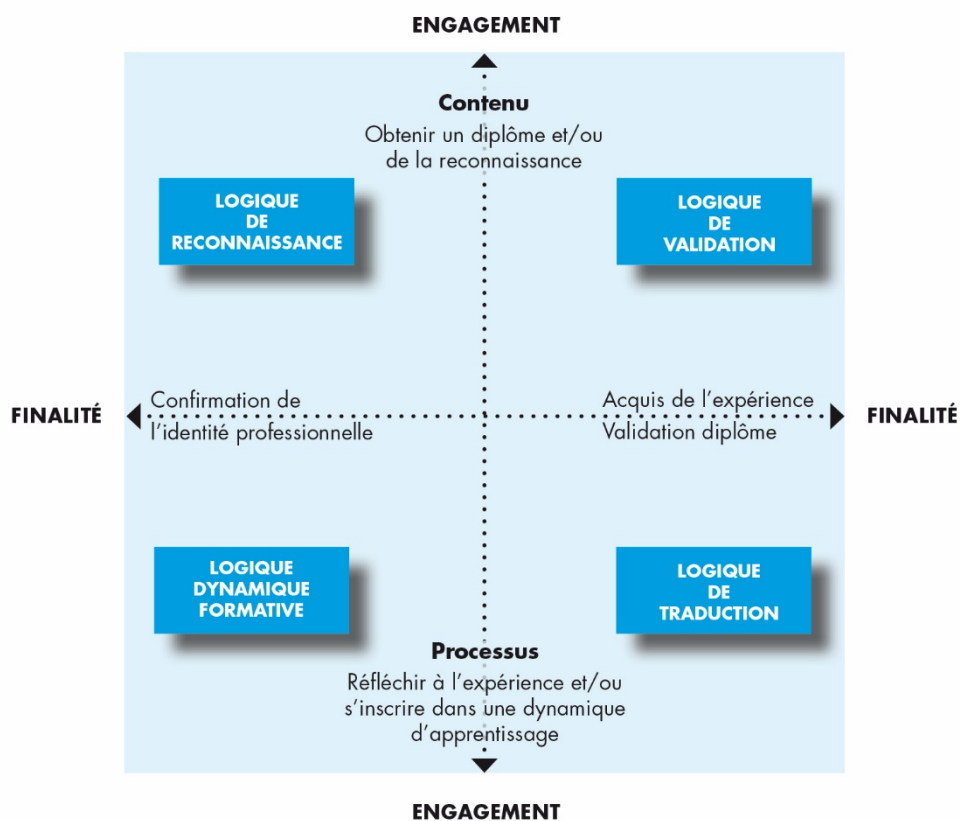 ENGAGEMENT
Contenu
Obtenir un diplôme et/ou
de la reconnaissance
LOGIQUE
DE
RECONNAISSANCE
LOGIQUE
DE
VALIDATION
FINALITÉ
Confirmation de
l'identité professionnelle
Acquis de l'expérience
Validation diplôme
FINALITÉ
LOGIQUE
DYNAMIQUE
FORMATIVE
LOGIQUE
DE
TRADUCTION
Processus
Réfléchir à l'expérience et/ou
s'inscrire dans une dynamique
d'apprentissage
ENGAGEMENT